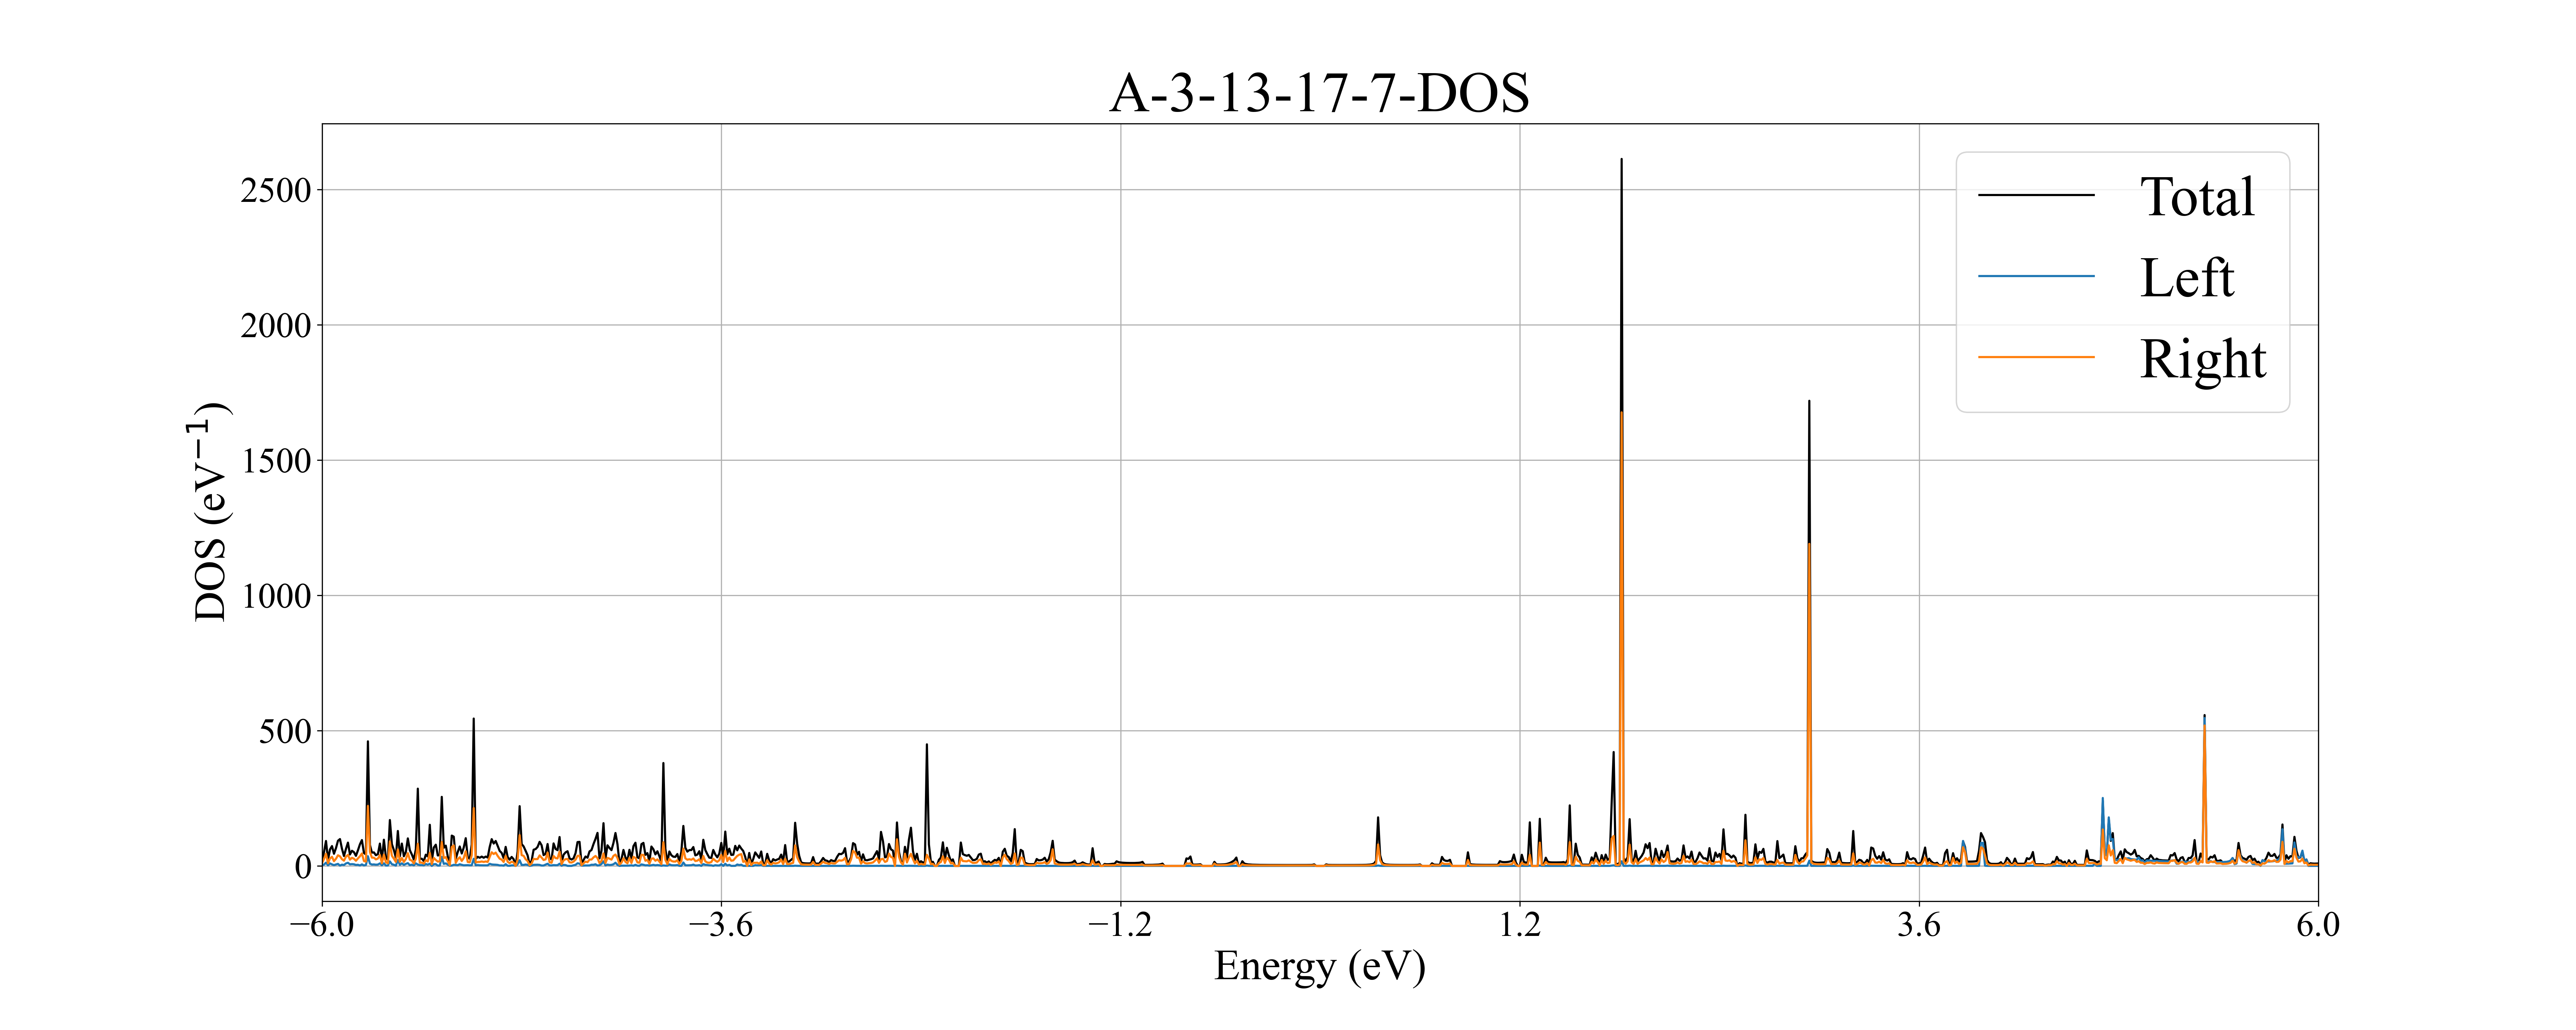 A-3-13-17-7-DOS
DOS (eV⁻¹)
2500
2000
1500
1000
500
0
Total
Left
Right
−6.0
−3.6
−1.2
1.2
3.6
6.0
Energy (eV)